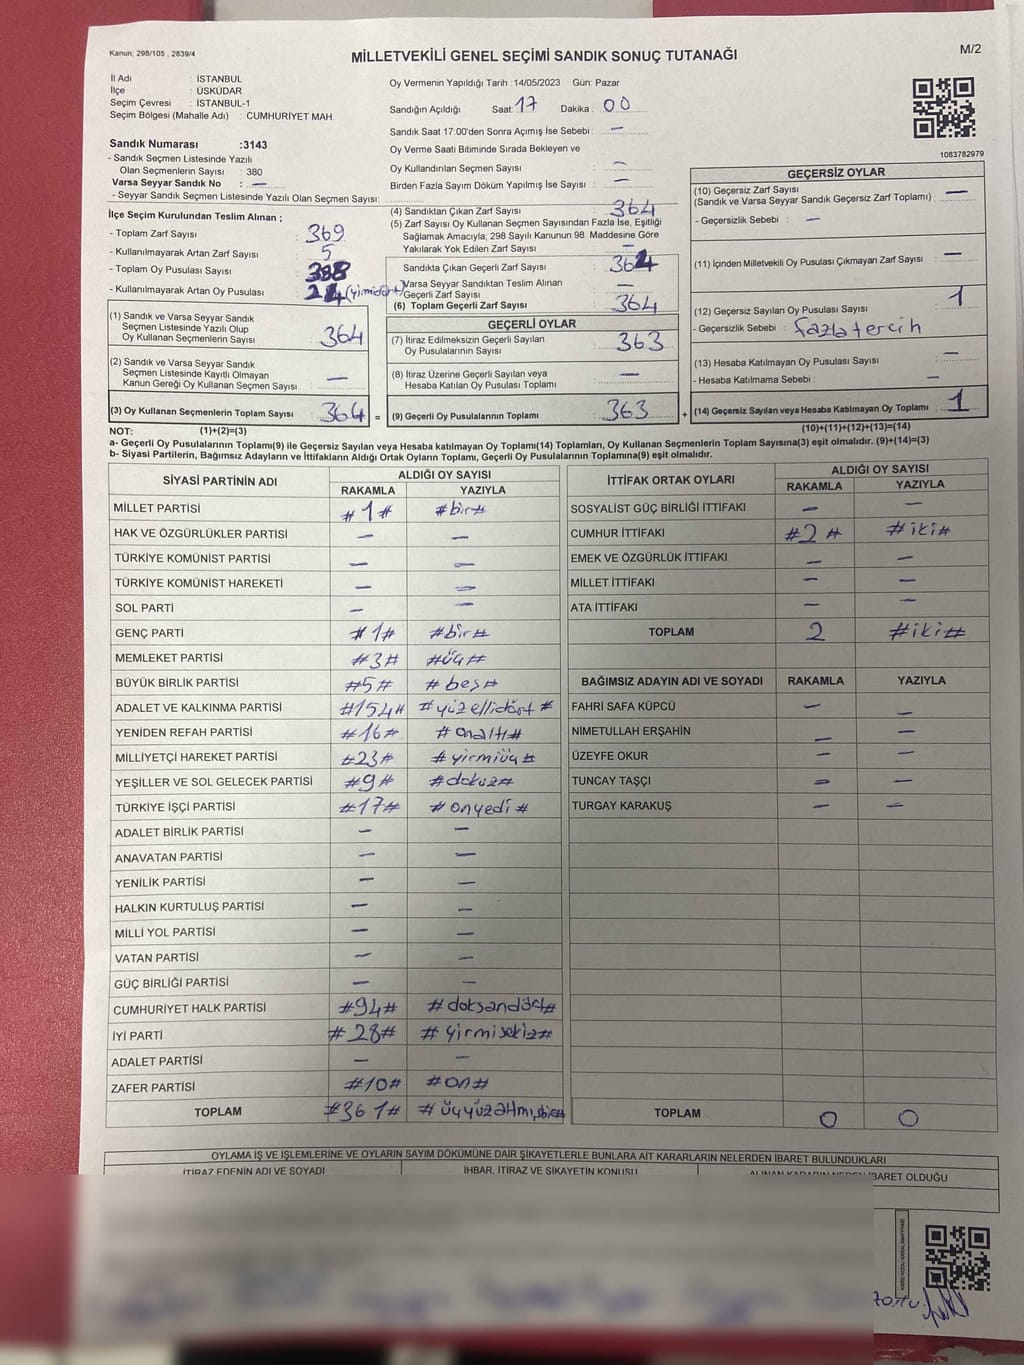 Kanun: 298/105 , 2839/4
MİLLETVEKİLİ GENEL SEÇİMİ SANDIK SONUÇ TUTANAĞI
M/2
İl Adı : İSTANBUL
İlçe : ÜSKÜDAR
Seçim Çevresi : İSTANBUL-1
Seçim Bölgesi (Mahalle Adı) : CUMHURİYET MAH.
Sandık Numarası :3143
- Sandık Seçmen Listesinde Yazılı
Olan Seçmenlerin Sayısı : 380
Varsa Seyyar Sandık No : —
- Seyyar Sandık Seçmen Listesinde Yazılı Olan Seçmen Sayısı:
Oy Vermenin Yapıldığı Tarih :14/05/2023 Gün: Pazar
Sandığın Açıldığı Saat: 17 Dakika : 00
Sandık Saat 17.00'den Sonra Açımış İse Sebebi : —
Oy Verme Saati Bitiminde Sırada Bekleyen ve
Oy Kullandırılan Seçmen Sayısı : —
Birden Fazla Sayım Döküm Yapılmış İse Sayısı : —
1083782979
İlçe Seçim Kurulundan Teslim Alınan ;
- Toplam Zarf Sayısı : 369
- Kullanılmayarak Artan Zarf Sayısı : 5
- Toplam Oy Pusulası Sayısı : 388
- Kullanılmayarak Artan Oy Pusulası : 24 (yirmidört)
(1) Sandık ve Varsa Seyyar Sandık
Seçmen Listesinde Yazılı Olup
Oy Kullanan Seçmenlerin Sayısı : 364
(2) Sandık ve Varsa Seyyar Sandık
Seçmen Listesinde Kayıtlı Olmayan
Kanun Gereği Oy Kullanan Seçmen Sayısı : —
(3) Oy Kullanan Seçmenlerin Toplam Sayısı : 364 =
(4) Sandıktan Çıkan Zarf Sayısı : 364
(5) Zarf Sayısı Oy Kullanan Seçmen Sayısından Fazla İse, Eşitliği
Sağlamak Amacıyla; 298 Sayılı Kanunun 98. Maddesine Göre
Yakılarak Yok Edilen Zarf Sayısı : —
Sandıkta Çıkan Geçerli Zarf Sayısı : 364
Varsa Seyyar Sandıktan Teslim Alınan
Geçerli Zarf Sayısı : —
(6) Toplam Geçerli Zarf Sayısı : 364
GEÇERLİ OYLAR
(7) İtiraz Edilmeksizin Geçerli Sayılan
Oy Pusulalarının Sayısı : 363
(8) İtiraz Üzerine Geçerli Sayılan veya
Hesaba Katılan Oy Pusulası Toplamı : —
(9) Geçerli Oy Pusulalarının Toplamı : 363 +
GEÇERSİZ OYLAR
(10) Geçersiz Zarf Sayısı
(Sandık ve Varsa Seyyar Sandık Geçersiz Zarf Toplamı) : —
- Geçersizlik Sebebi : —
(11) İçinden Milletvekili Oy Pusulası Çıkmayan Zarf Sayısı : —
(12) Geçersiz Sayılan Oy Pusulası Sayısı : 1
- Geçersizlik Sebebi : fazla tercih
(13) Hesaba Katılmayan Oy Pusulası Sayısı : —
- Hesaba Katılmama Sebebi : —
(14) Geçersiz Sayılan veya Hesaba Katılmayan Oy Toplamı : 1
NOT: (1)+(2)=(3)
(10)+(11)+(12)+(13)=(14)
a- Geçerli Oy Pusulalarının Toplamı(9) ile Geçersiz Sayılan veya Hesaba katılmayan Oy Toplamı(14) Toplamları, Oy Kullanan Seçmenlerin Toplam Sayısına(3) eşit olmalıdır. (9)+(14)=(3)
b- Siyasi Partilerin, Bağımsız Adayların ve İttifakların Aldığı Ortak Oyların Toplamı, Geçerli Oy Pusulalarının Toplamına(9) eşit olmalıdır.
SİYASİ PARTİNİN ADI ALDIĞI OY SAYISI
RAKAMLA YAZIYLA
MİLLET PARTİSİ #1# #bir#
HAK VE ÖZGÜRLÜKLER PARTİSİ — —
TÜRKİYE KOMÜNİST PARTİSİ — —
TÜRKİYE KOMÜNİST HAREKETİ — —
SOL PARTİ — —
GENÇ PARTİ #1# #bir#
MEMLEKET PARTİSİ #3# #üç#
BÜYÜK BİRLİK PARTİSİ #5# #beş#
ADALET VE KALKINMA PARTİSİ #154# #yüzellidört#
YENİDEN REFAH PARTİSİ #16# #onaltı#
MİLLİYETÇİ HAREKET PARTİSİ #23# #yirmiüç#
YEŞİLLER VE SOL GELECEK PARTİSİ #9# #dokuz#
TÜRKİYE İŞÇİ PARTİSİ #17# #onyedi#
ADALET BİRLİK PARTİSİ — —
ANAVATAN PARTİSİ — —
YENİLİK PARTİSİ — —
HALKIN KURTULUŞ PARTİSİ — —
MİLLİ YOL PARTİSİ — —
VATAN PARTİSİ — —
GÜÇ BİRLİĞİ PARTİSİ — —
CUMHURİYET HALK PARTİSİ #94# #doksandört#
İYİ PARTİ #28# #yirmisekiz#
ADALET PARTİSİ — —
ZAFER PARTİSİ #10# #on#
TOPLAM #361# #üçyüzaltmışbir#
İTTİFAK ORTAK OYLARI ALDIĞI OY SAYISI
RAKAMLA YAZIYLA
SOSYALİST GÜÇ BİRLİĞİ İTTİFAKI — —
CUMHUR İTTİFAKI #2# #iki#
EMEK VE ÖZGÜRLÜK İTTİFAKI — —
MİLLET İTTİFAKI — —
ATA İTTİFAKI — —
TOPLAM 2 #iki#
BAĞIMSIZ ADAYIN ADI VE SOYADI RAKAMLA YAZIYLA
FAHRİ SAFA KÜPCÜ — —
NİMETULLAH ERŞAHİN — —
ÜZEYFE OKUR — —
TUNCAY TAŞÇI — —
TURGAY KARAKUŞ — —
TOPLAM 0 0
OYLAMA İŞ VE İŞLEMLERİNE VE OYLARIN SAYIM DÖKÜMÜNE DAİR ŞİKAYETLERLE BUNLARA AİT KARARLARIN NELERDEN İBARET BULUNDUKLARI
İTİRAZ EDENİN ADI VE SOYADI İHBAR, İTİRAZ VE ŞİKAYETİN KONUSU ALINAN KARARIN NEDEN İBARET OLDUĞU